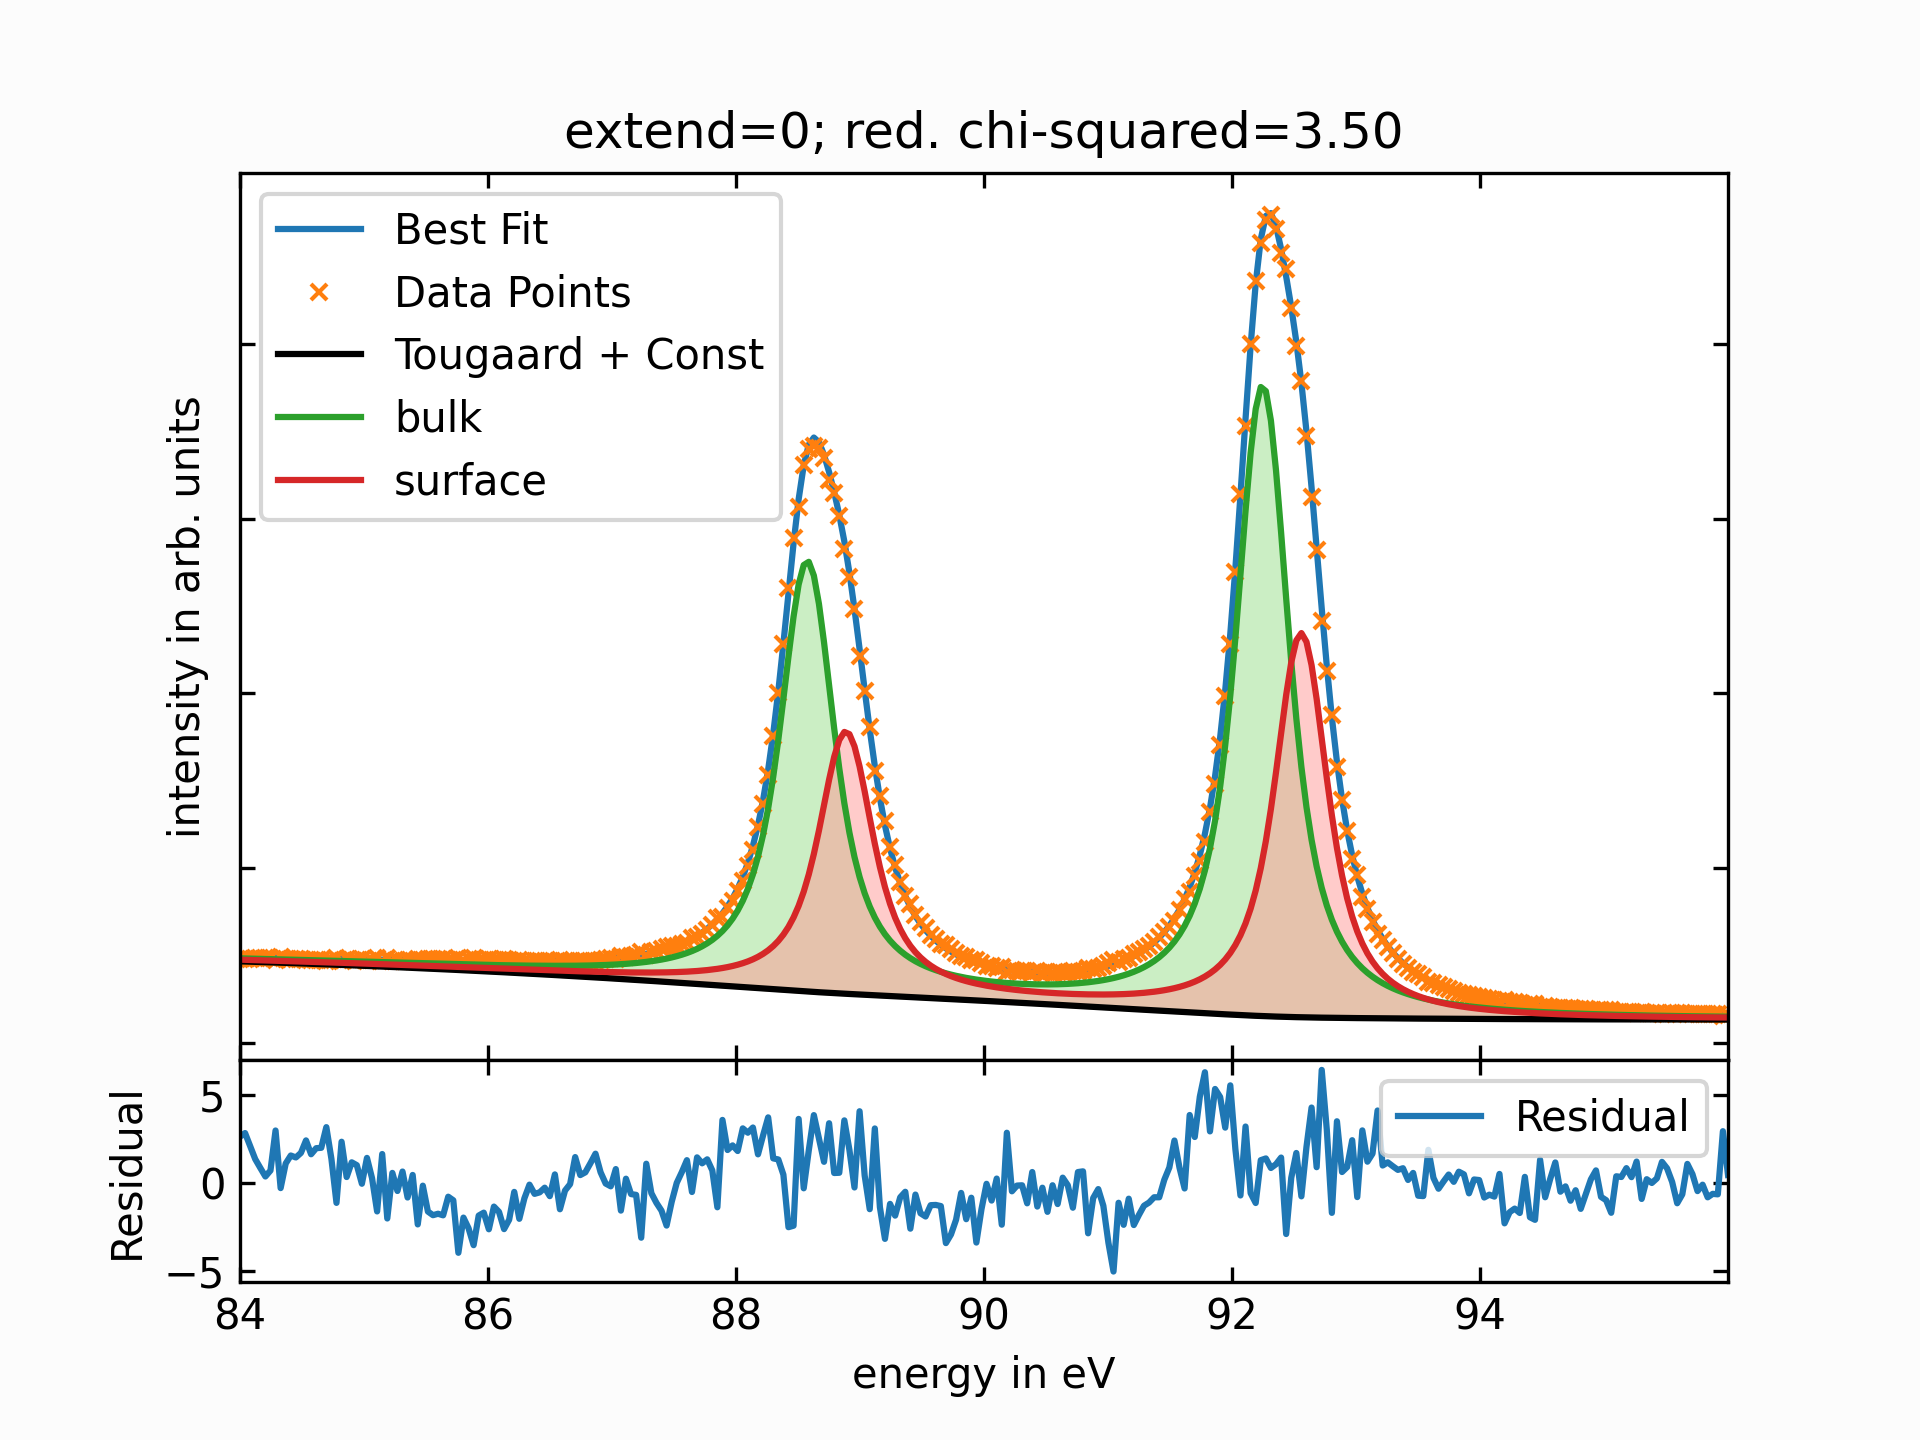 extend=0; red. chi-squared=3.50
Best Fit
Data Points
Tougaard + Const
bulk
surface
intensity in arb. units
Residual
5
0
−5
Residual
84 86 88 90 92 94
energy in eV